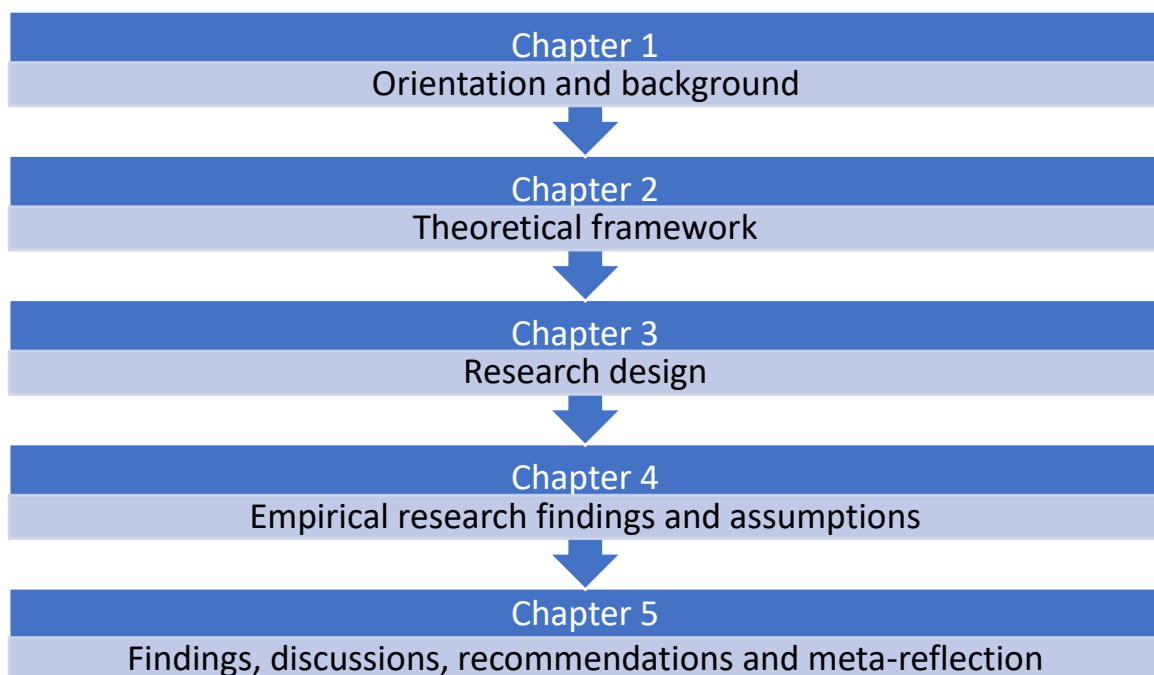 Chapter 1
Orientation and background
Chapter 2
Theoretical framework
Chapter 3
Research design
Chapter 4
Empirical research findings and assumptions
Chapter 5
Findings, discussions, recommendations and meta-reflection